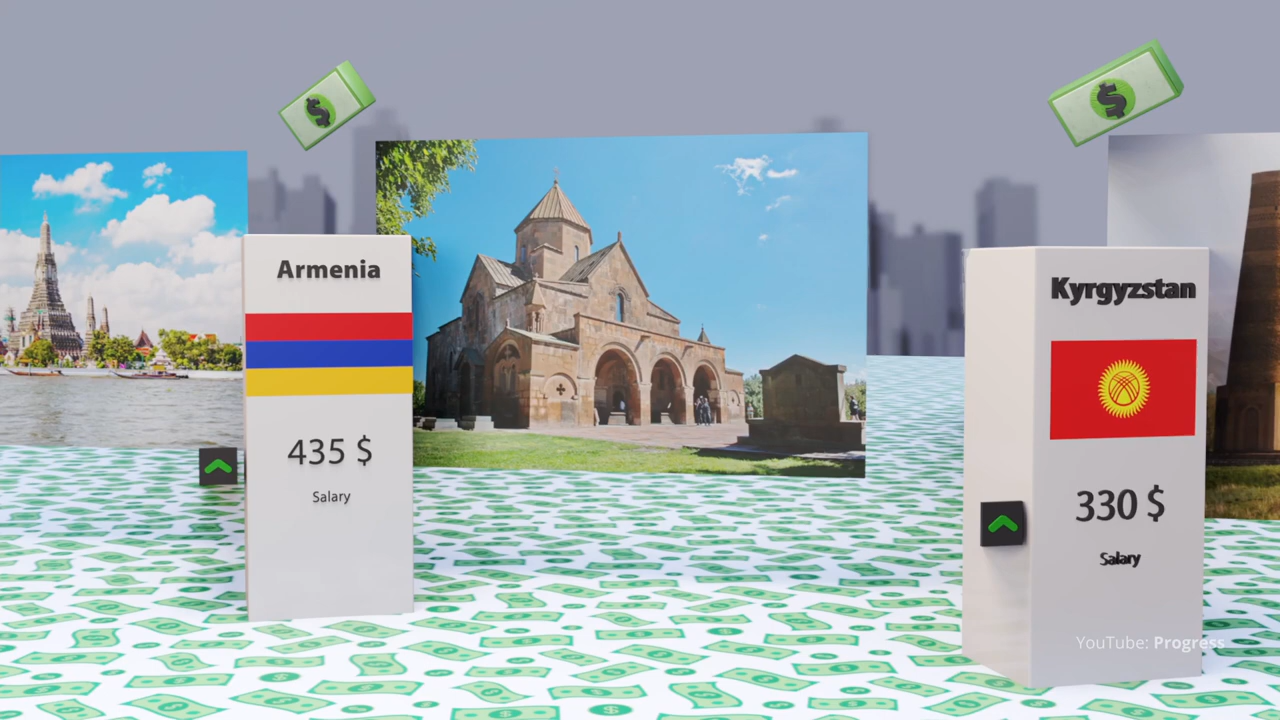 Armenia
435 $
Salary
Kyrgyzstan
330 $
Salary
YouTube: Progress